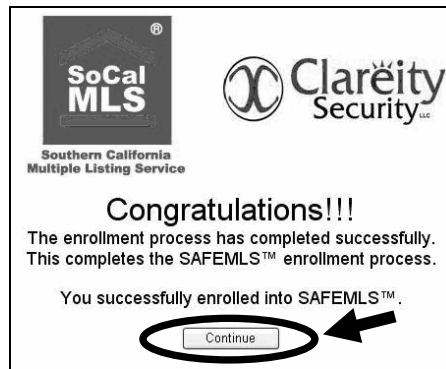 ®
SoCal
MLS
Southern California
Multiple Listing Service
Clareity
Security LLC
Congratulations!!!
The enrollment process has completed successfully.
This completes the SAFEMLS™ enrollment process.
You successfully enrolled into SAFEMLS™.
Continue